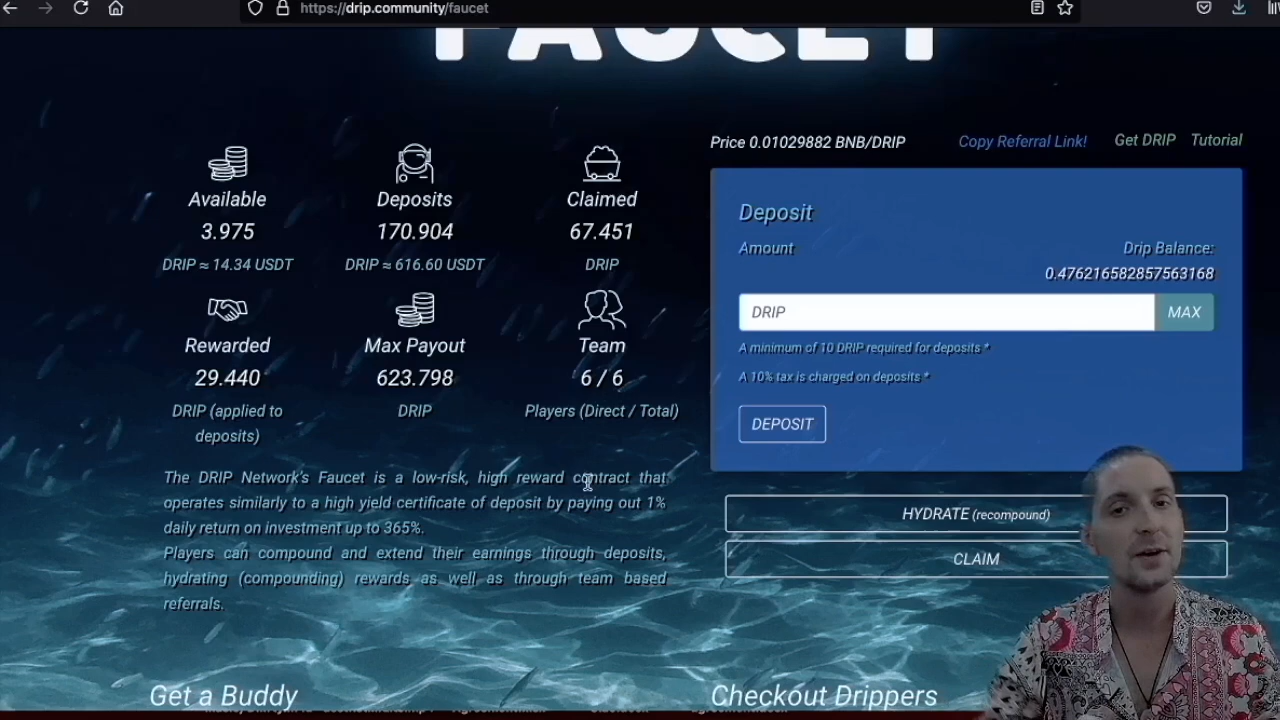 https://drip.community/faucet
FAUCET
Price 0.01029882 BNB/DRIP
Copy Referral Link!
Get DRIP
Tutorial
Available
3.975
DRIP ≈ 14.34 USDT
Deposits
170.904
DRIP ≈ 616.60 USDT
Claimed
67.451
DRIP
Rewarded
29.440
DRIP (applied to
deposits)
Max Payout
623.798
DRIP
Team
6 / 6
Players (Direct / Total)
The DRIP Network's Faucet is a low-risk, high reward contract that
operates similarly to a high yield certificate of deposit by paying out 1%
daily return on investment up to 365%.
Players can compound and extend their earnings through deposits,
hydrating (compounding) rewards as well as through team based
referrals.
Deposit
Amount
Drip Balance:
0.476216582857563168
DRIP
MAX
A minimum of 10 DRIP required for deposits *
A 10% tax is charged on deposits *
DEPOSIT
HYDRATE (recompound)
CLAIM
Get a Buddy
Checkout Drippers